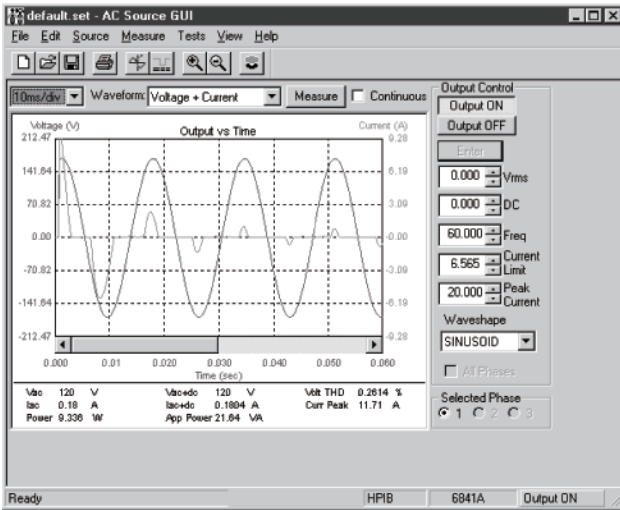 default.set - AC Source GUI
File Edit Source Measure Tests View Help
10ms/div Waveform: Voltage + Current Measure Continuous
Output Control
Output ON
Output OFF
Enter
0.000 Vrms
0.000 DC
60.000 Freq
6.565 Current Limit
20.000 Peak Current
Waveshape
SINUSOID
All Phases
Selected Phase
1 2 3
Voltage (V) Output vs Time Current (A)
212.47 9.28
141.64 6.19
70.82 3.09
0.00 -0.00
-70.82 -3.09
-141.64 -6.19
-212.47 -9.28
0.000 0.010 0.020 0.030 0.040 0.050 0.060
Time (sec)
Vac 120 V Vac+dc 120 V Volt THD 0.2614 %
Iac 0.18 A Iac+dc 0.1804 A Curr Peak 11.71 A
Power 9.336 W App Power 21.64 VA
Ready HPIB 6841A Output ON